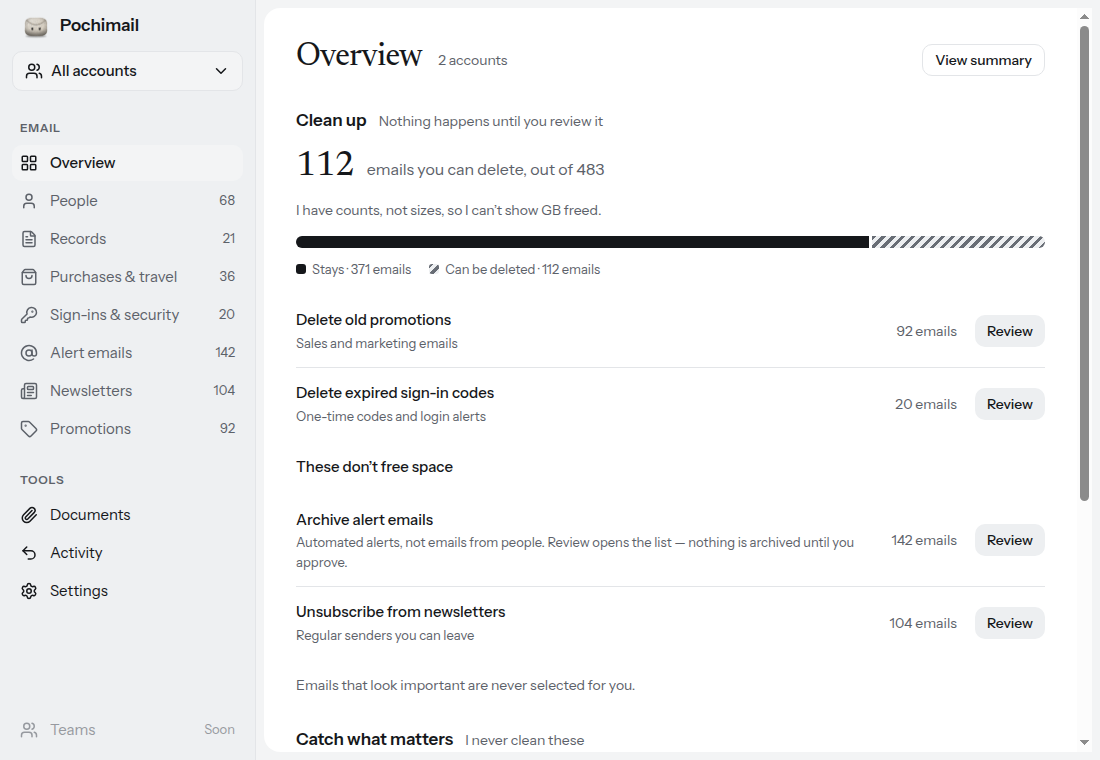 Pochimail
All accounts
EMAIL
Overview
People 68
Records 21
Purchases & travel 36
Sign-ins & security 20
Alert emails 142
Newsletters 104
Promotions 92
TOOLS
Documents
Activity
Settings
Teams Soon
Overview 2 accounts
View summary
Clean up Nothing happens until you review it
112 emails you can delete, out of 483
I have counts, not sizes, so I can’t show GB freed.
Stays · 371 emails Can be deleted · 112 emails
Delete old promotions
Sales and marketing emails
92 emails Review
Delete expired sign-in codes
One-time codes and login alerts
20 emails Review
These don’t free space
Archive alert emails
Automated alerts, not emails from people. Review opens the list — nothing is archived until you
approve.
142 emails Review
Unsubscribe from newsletters
Regular senders you can leave
104 emails Review
Emails that look important are never selected for you.
Catch what matters I never clean these